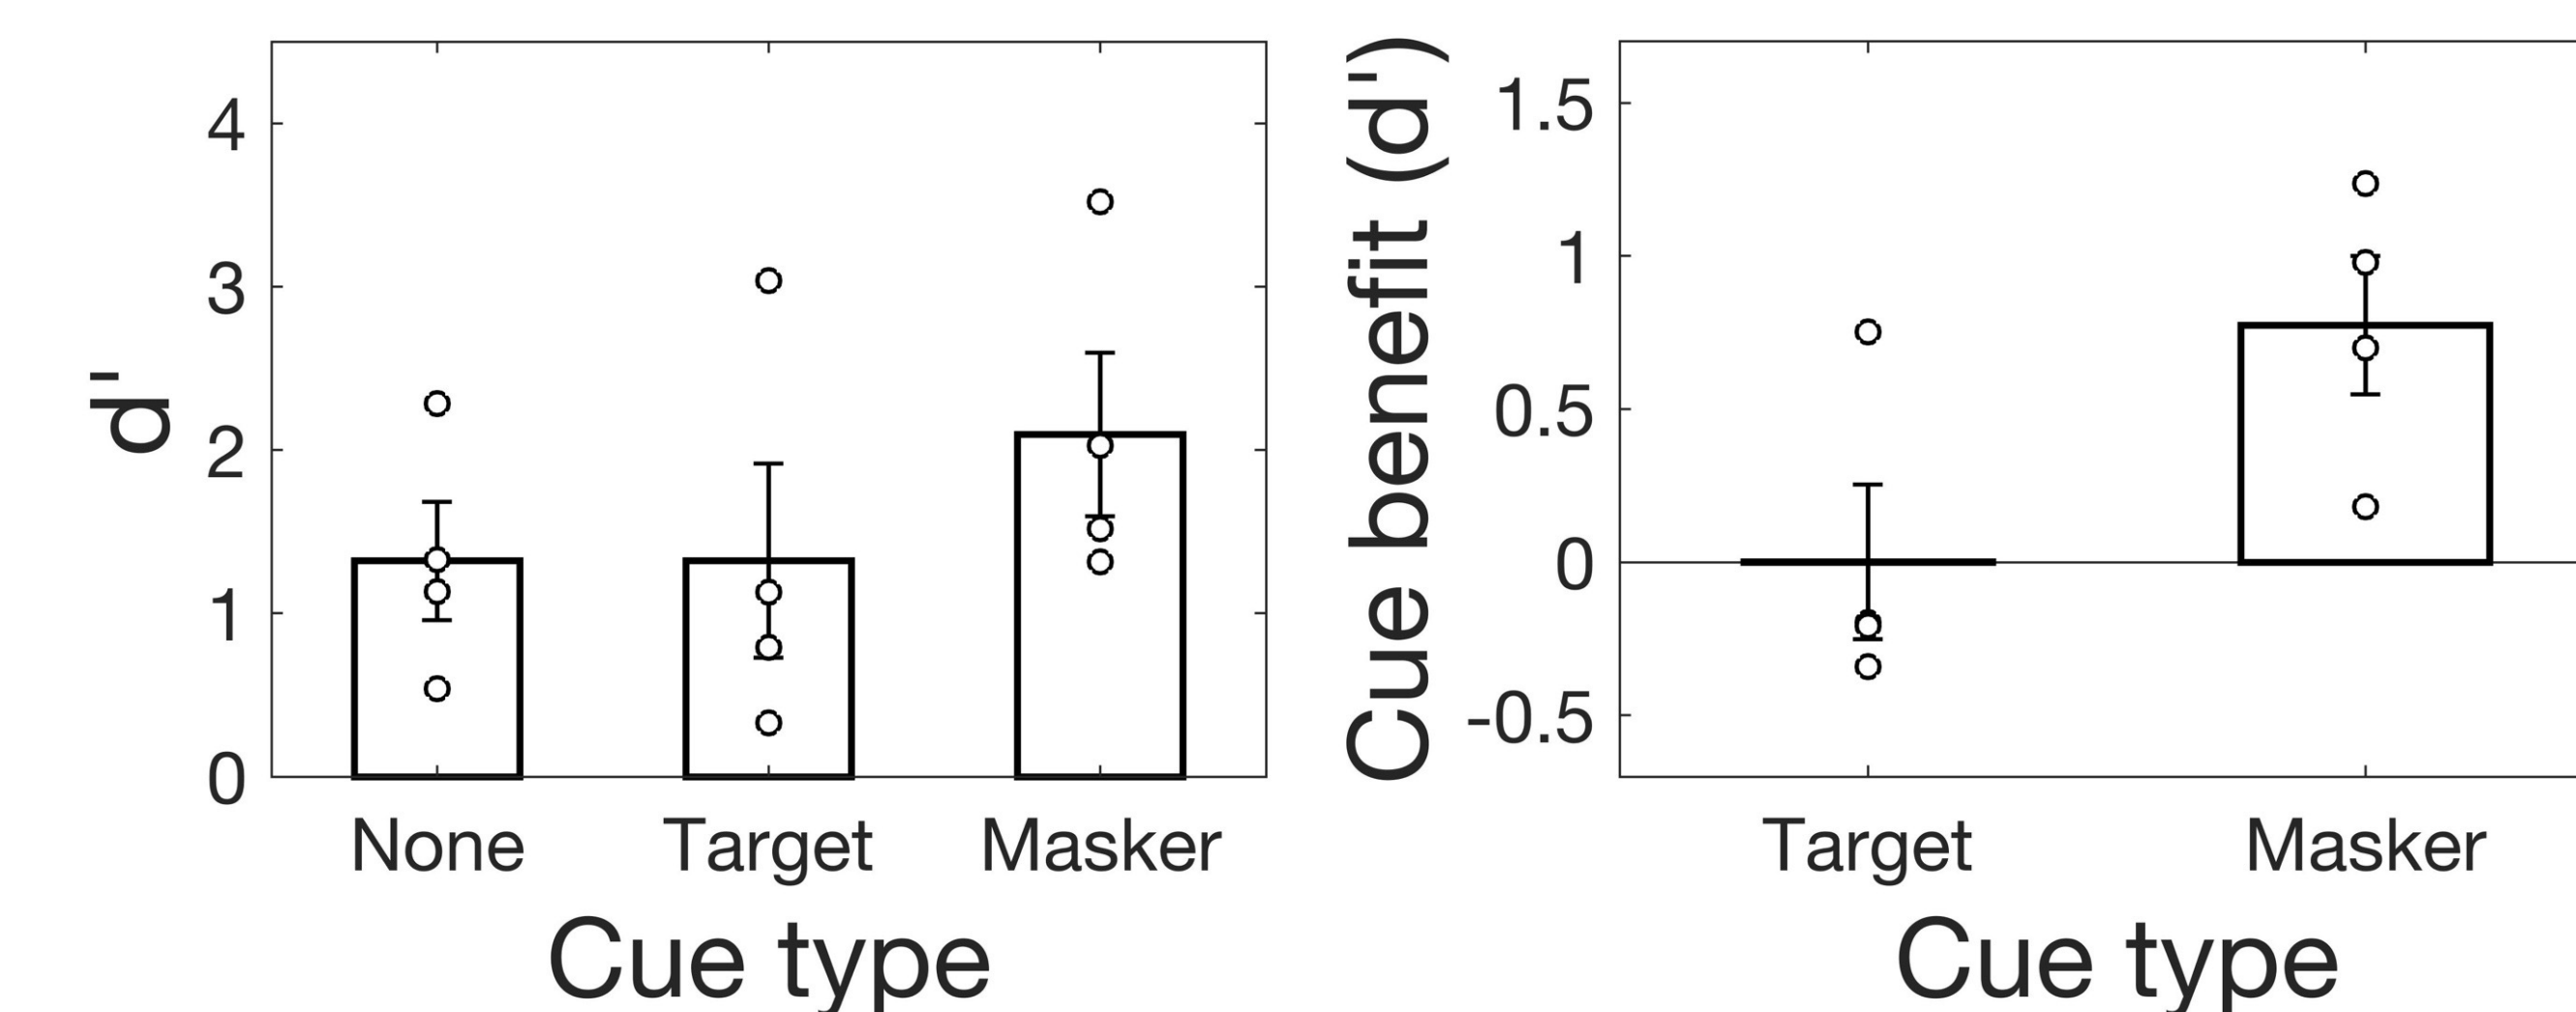 d'
4
3
2
1
0
None Target Masker
Cue type
Cue benefit (d')
1.5
1
0.5
0
-0.5
Target Masker
Cue type